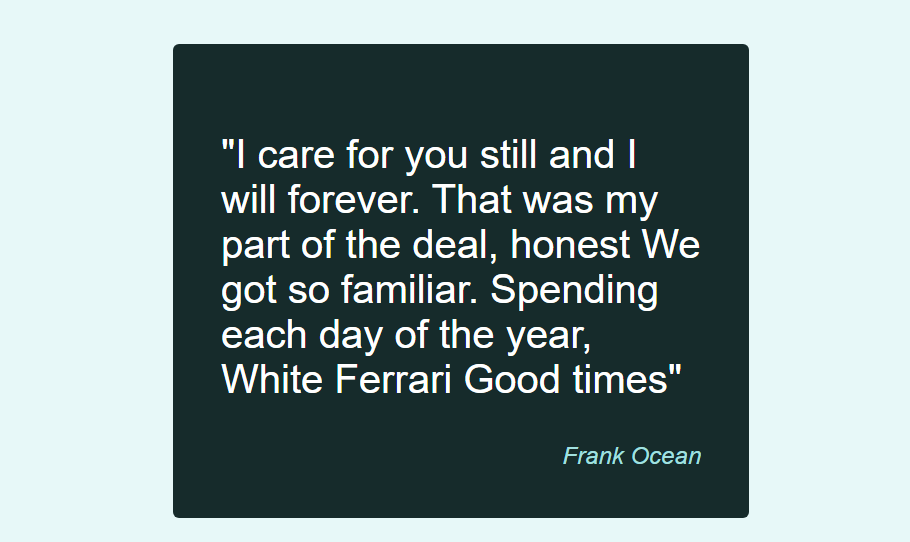 "I care for you still and I
will forever. That was my
part of the deal, honest We
got so familiar. Spending
each day of the year,
White Ferrari Good times"
Frank Ocean